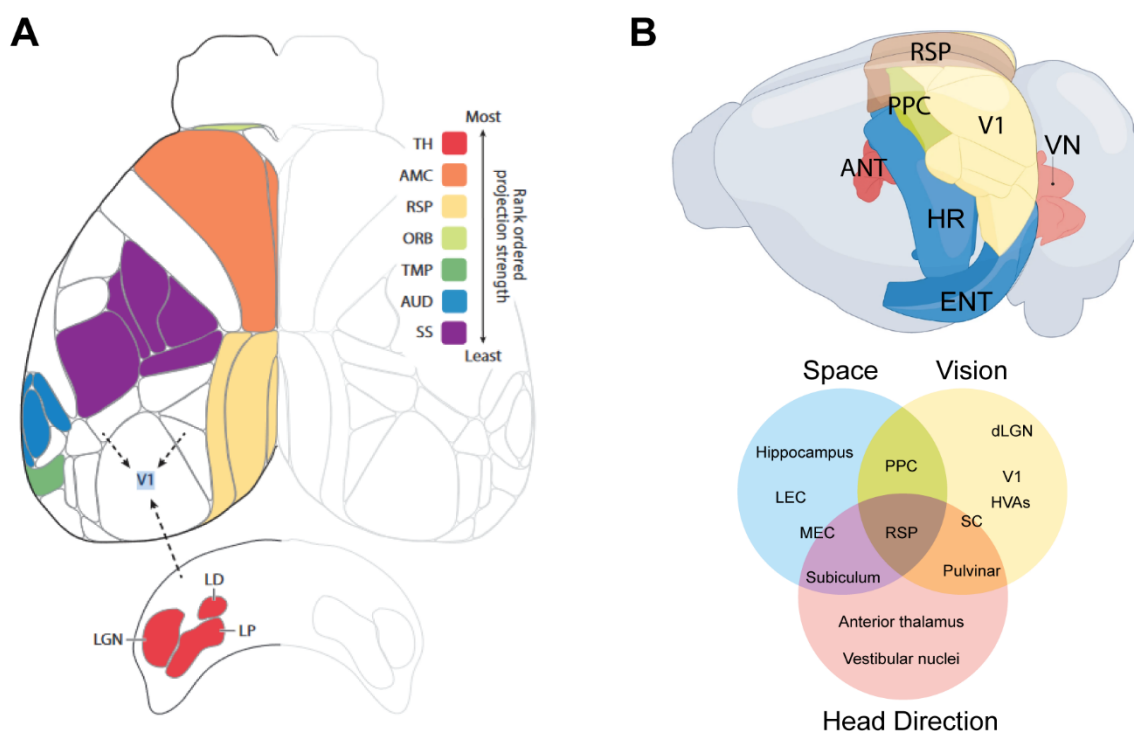 A
Most
TH
AMC
RSP
ORB
TMP
AUD
SS
Rank ordered
projection strength
Least
V1
LD
LGN
LP
B
RSP
PPC
V1
VN
ANT
HR
ENT
Space
Vision
dLGN
Hippocampus
PPC
V1
HVAs
LEC
SC
MEC
RSP
Subiculum
Pulvinar
Anterior thalamus
Vestibular nuclei
Head Direction